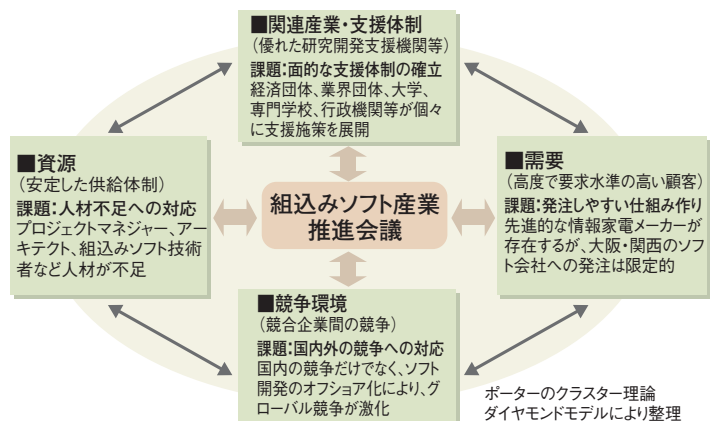 ■関連産業・支援体制
(優れた研究開発支援機関等)
課題:面的な支援体制の確立
経済団体、業界団体、大学、
専門学校、行政機関等が個々
に支援施策を展開
■資源
(安定した供給体制)
課題:人材不足への対応
プロジェクトマネジャー、アー
キテクト、組込みソフト技術
者など人材が不足
組込みソフト産業
推進会議
■需要
(高度で要求水準の高い顧客)
課題:発注しやすい仕組み作り
先進的な情報家電メーカーが
存在するが、大阪・関西のソフ
ト会社への発注は限定的
■競争環境
(競合企業間の競争)
課題:国内外の競争への対応
国内の競争だけでなく、ソフト
開発のオフショア化により、グ
ローバル競争が激化
ポーターのクラスター理論
ダイヤモンドモデルにより整理